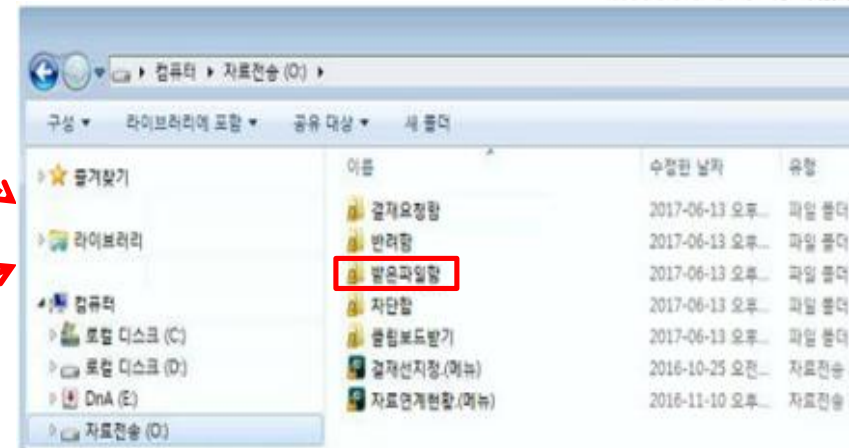 컴퓨터 ▸ 자료전송 (O:) ▸
구성 ▾ 라이브러리에 포함 ▾ 공유 대상 ▾ 새 폴더
이름 수정한 날짜 유형
즐겨찾기
결재요청함 2017-06-13 오후... 파일 폴더
라이브러리
반려함 2017-06-13 오후... 파일 폴더
받은파일함 2017-06-13 오후... 파일 폴더
컴퓨터
차단함 2017-06-13 오후... 파일 폴더
로컬 디스크 (C:)
클립보드받기 2017-06-13 오후... 파일 폴더
로컬 디스크 (D:)
결재선지정.(메뉴) 2016-10-25 오전... 자료전송
DnA (E:)
자료연계현황.(메뉴) 2016-11-10 오후... 자료전송
자료전송 (O:)